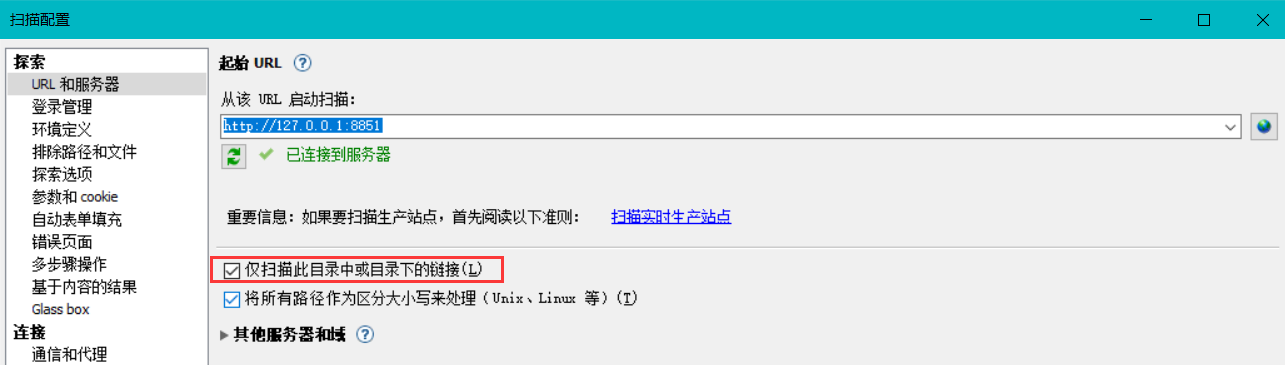 扫描配置
探索
URL 和服务器
登录管理
环境定义
排除路径和文件
探索选项
参数和 cookie
自动表单填充
错误页面
多步骤操作
基于内容的结果
Glass box
连接
通信和代理
起始 URL ?
从该 URL 启动扫描：
http://127.0.0.1:8851
已连接到服务器
重要信息：如果要扫描生产站点，首先阅读以下准则： 扫描实时生产站点
仅扫描此目录中或目录下的链接(L)
将所有路径作为区分大小写来处理（Unix、Linux 等）(T)
其他服务器和域 ?